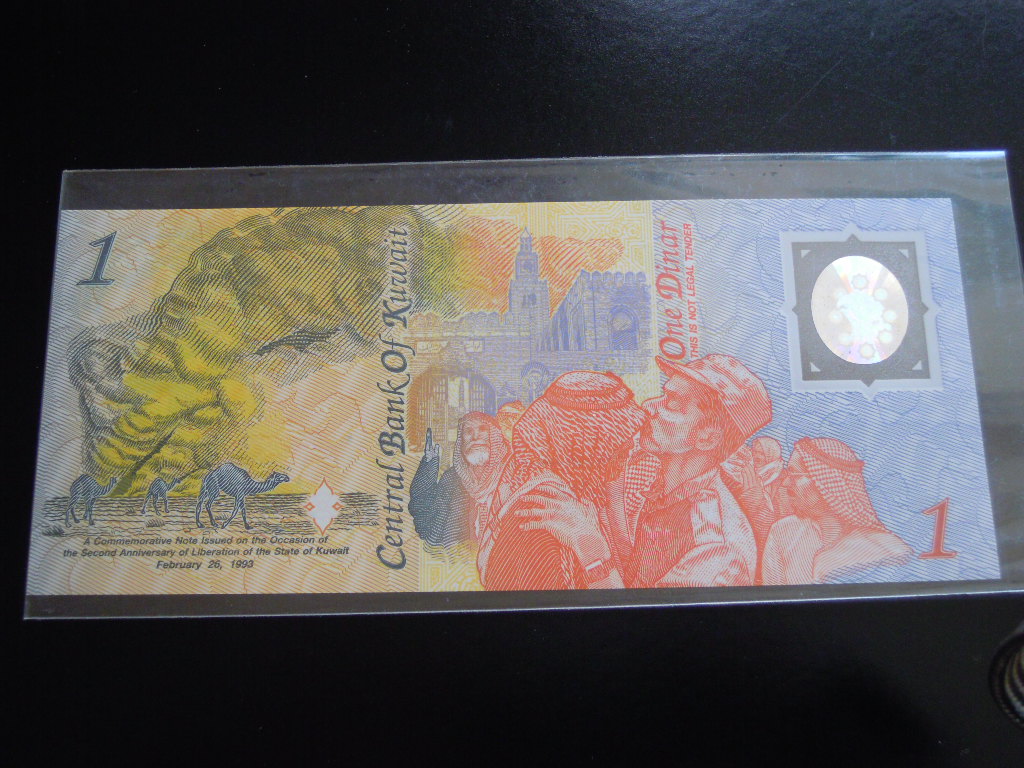 1
Central Bank Of Kuwait
One Dinar
THIS IS NOT LEGAL TENDER
A Commemorative Note Issued on the Occasion of
the Second Anniversary of Liberation of the State of Kuwait
February 26, 1993
1